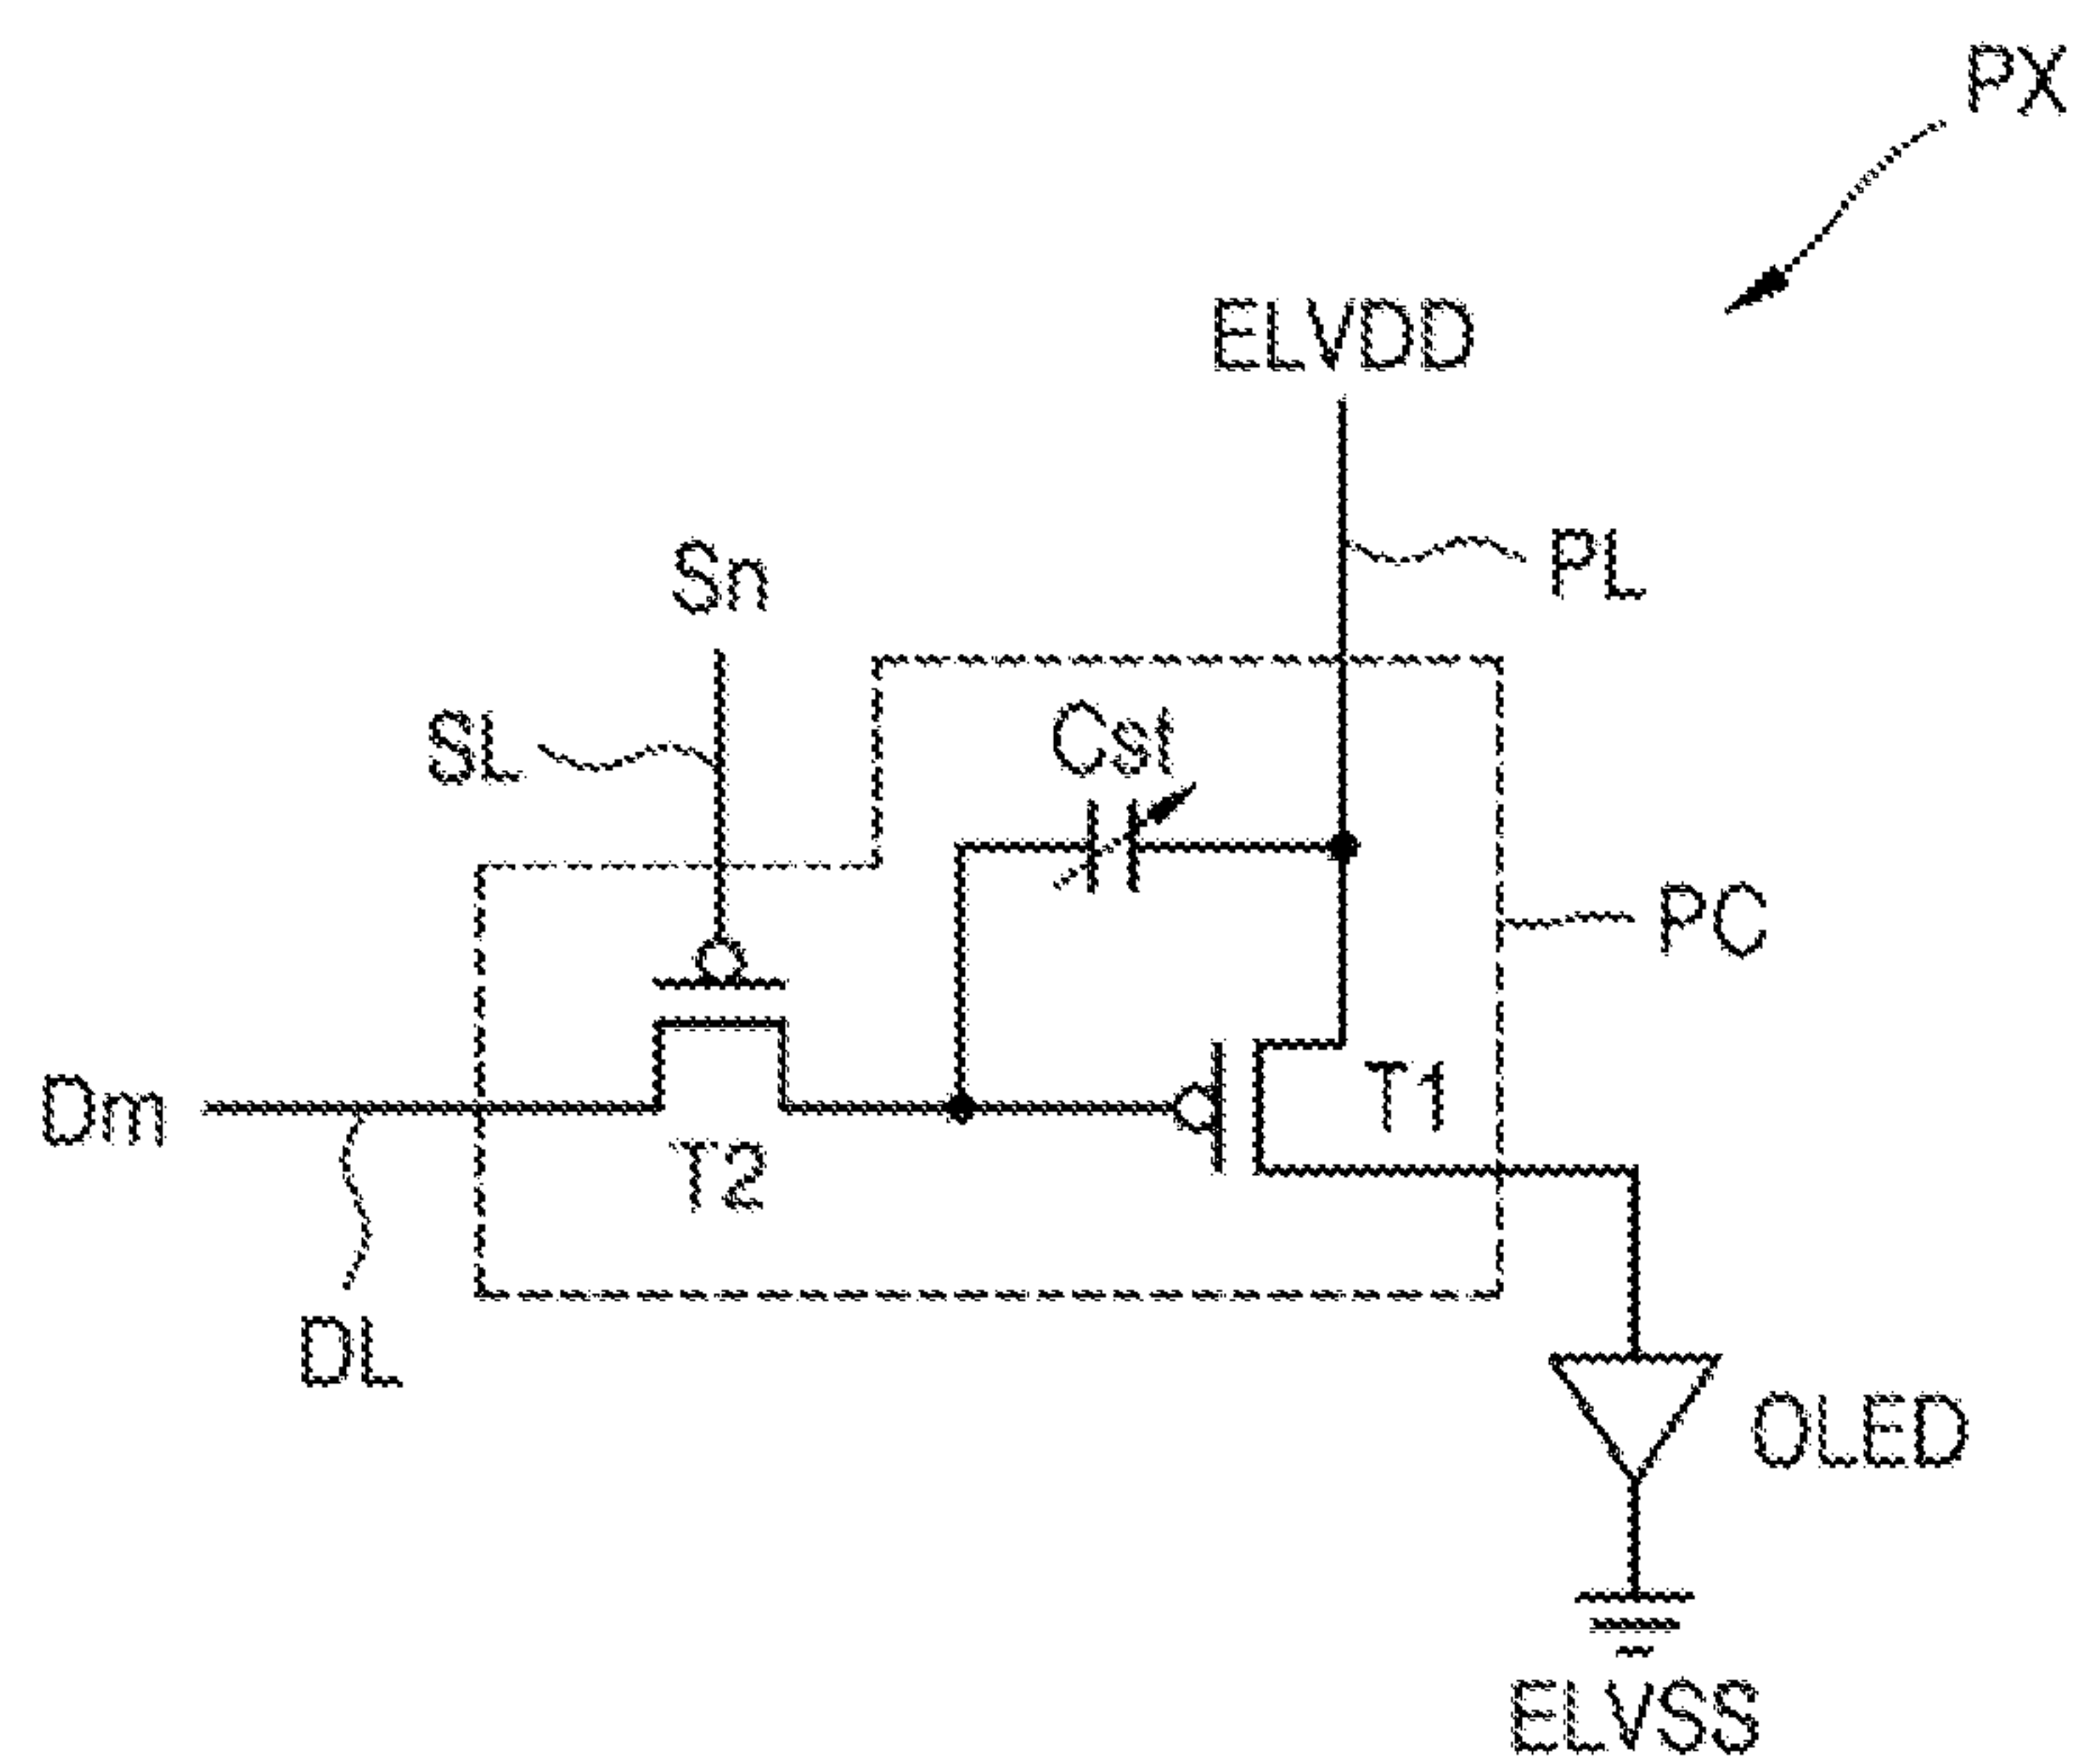 PX
ELVDD
PL
Sn
SL
Cst
PC
Dm
T1
T2
DL
OLED
ELVSS